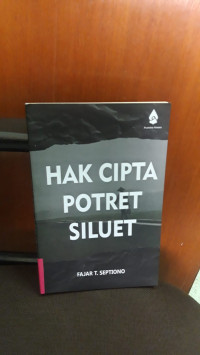 HAK CIPTA
POTRET
SILUET
FAJAR T. SEPTIONO